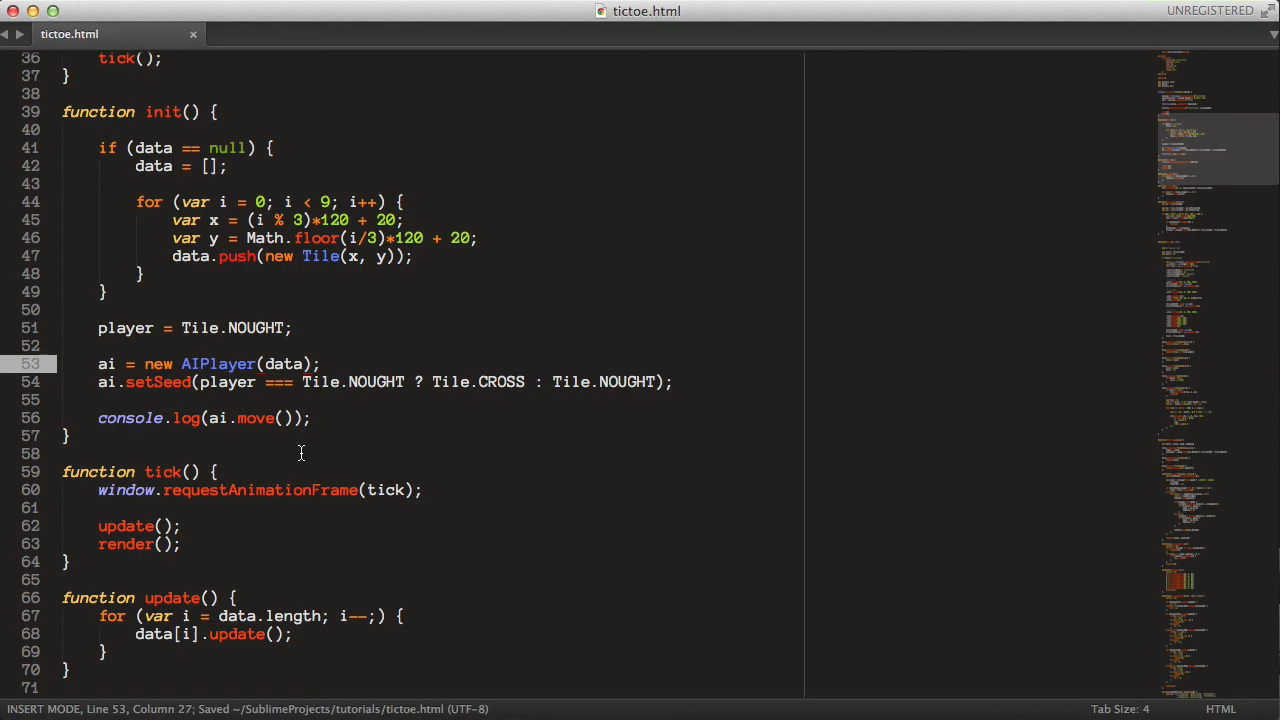 tictoe.html
UNREGISTERED
tictoe.html
36 tick();
37 }
38
39 function init() {
40
41 if (data == null) {
42 data = [];
43
44 for (var i = 0; i < 9; i++) {
45 var x = (i % 3)*120 + 20;
46 var y = Math.floor(i/3)*120 + 20;
47 data.push(new Tile(x, y));
48 }
49 }
50
51 player = Tile.NOUGHT;
52
53 ai = new AIPlayer(data);
54 ai.setSeed(player === Tile.NOUGHT ? Tile.CROSS : Tile.NOUGHT);
55
56 console.log(ai.move());
57 }
58
59 function tick() {
60 window.requestAnimationFrame(tick);
61
62 update();
63 render();
64 }
65
66 function update() {
67 for (var i = data.length; i--;) {
68 data[i].update();
69 }
70 }
71
INSERT MODE, Line 53, Column 27; Saved ~/SublimeProjects/tutorials/tictoe.html (UTF-8)
Tab Size: 4
HTML